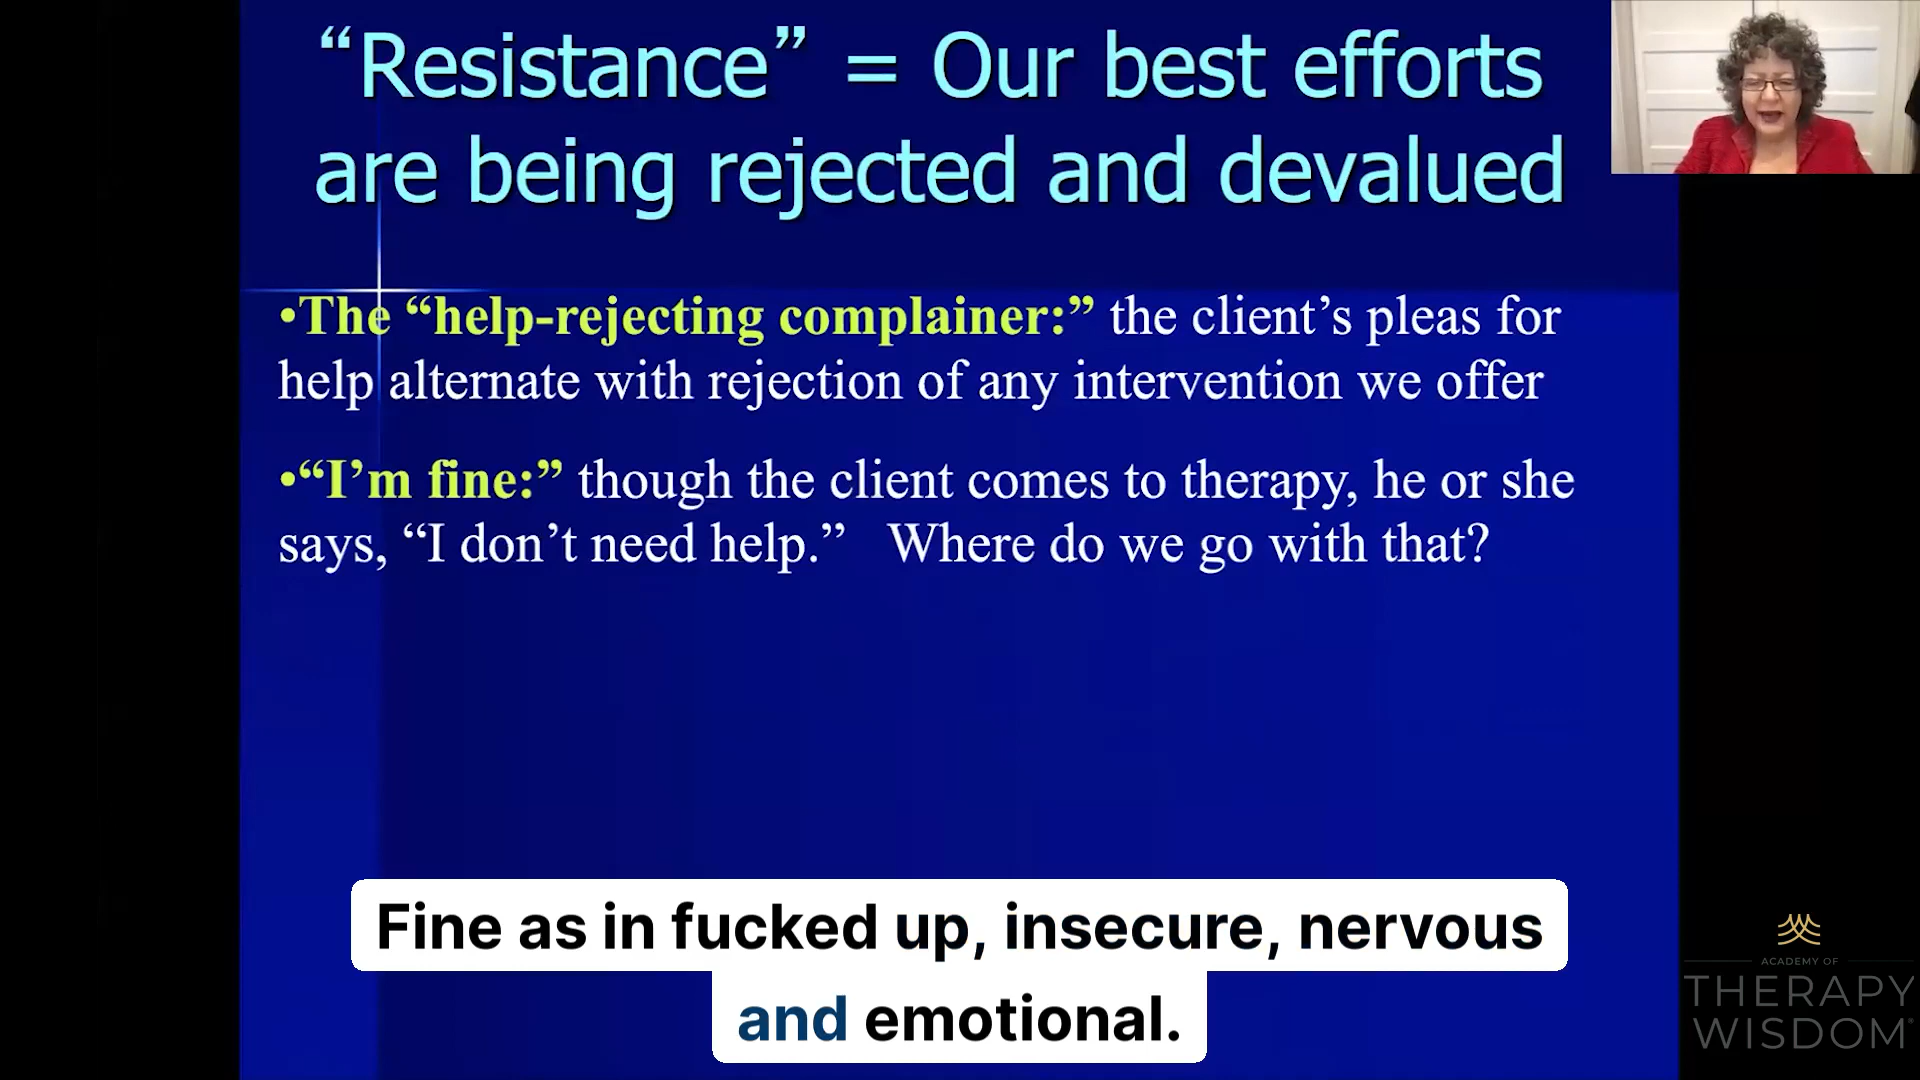 “Resistance” = Our best efforts
are being rejected and devalued
•The “help-rejecting complainer:” the client’s pleas for
help alternate with rejection of any intervention we offer
•“I’m fine:” though the client comes to therapy, he or she
says, “I don’t need help.” Where do we go with that?
Fine as in fucked up, insecure, nervous
and emotional.
ACADEMY OF
THERAPY
WISDOM